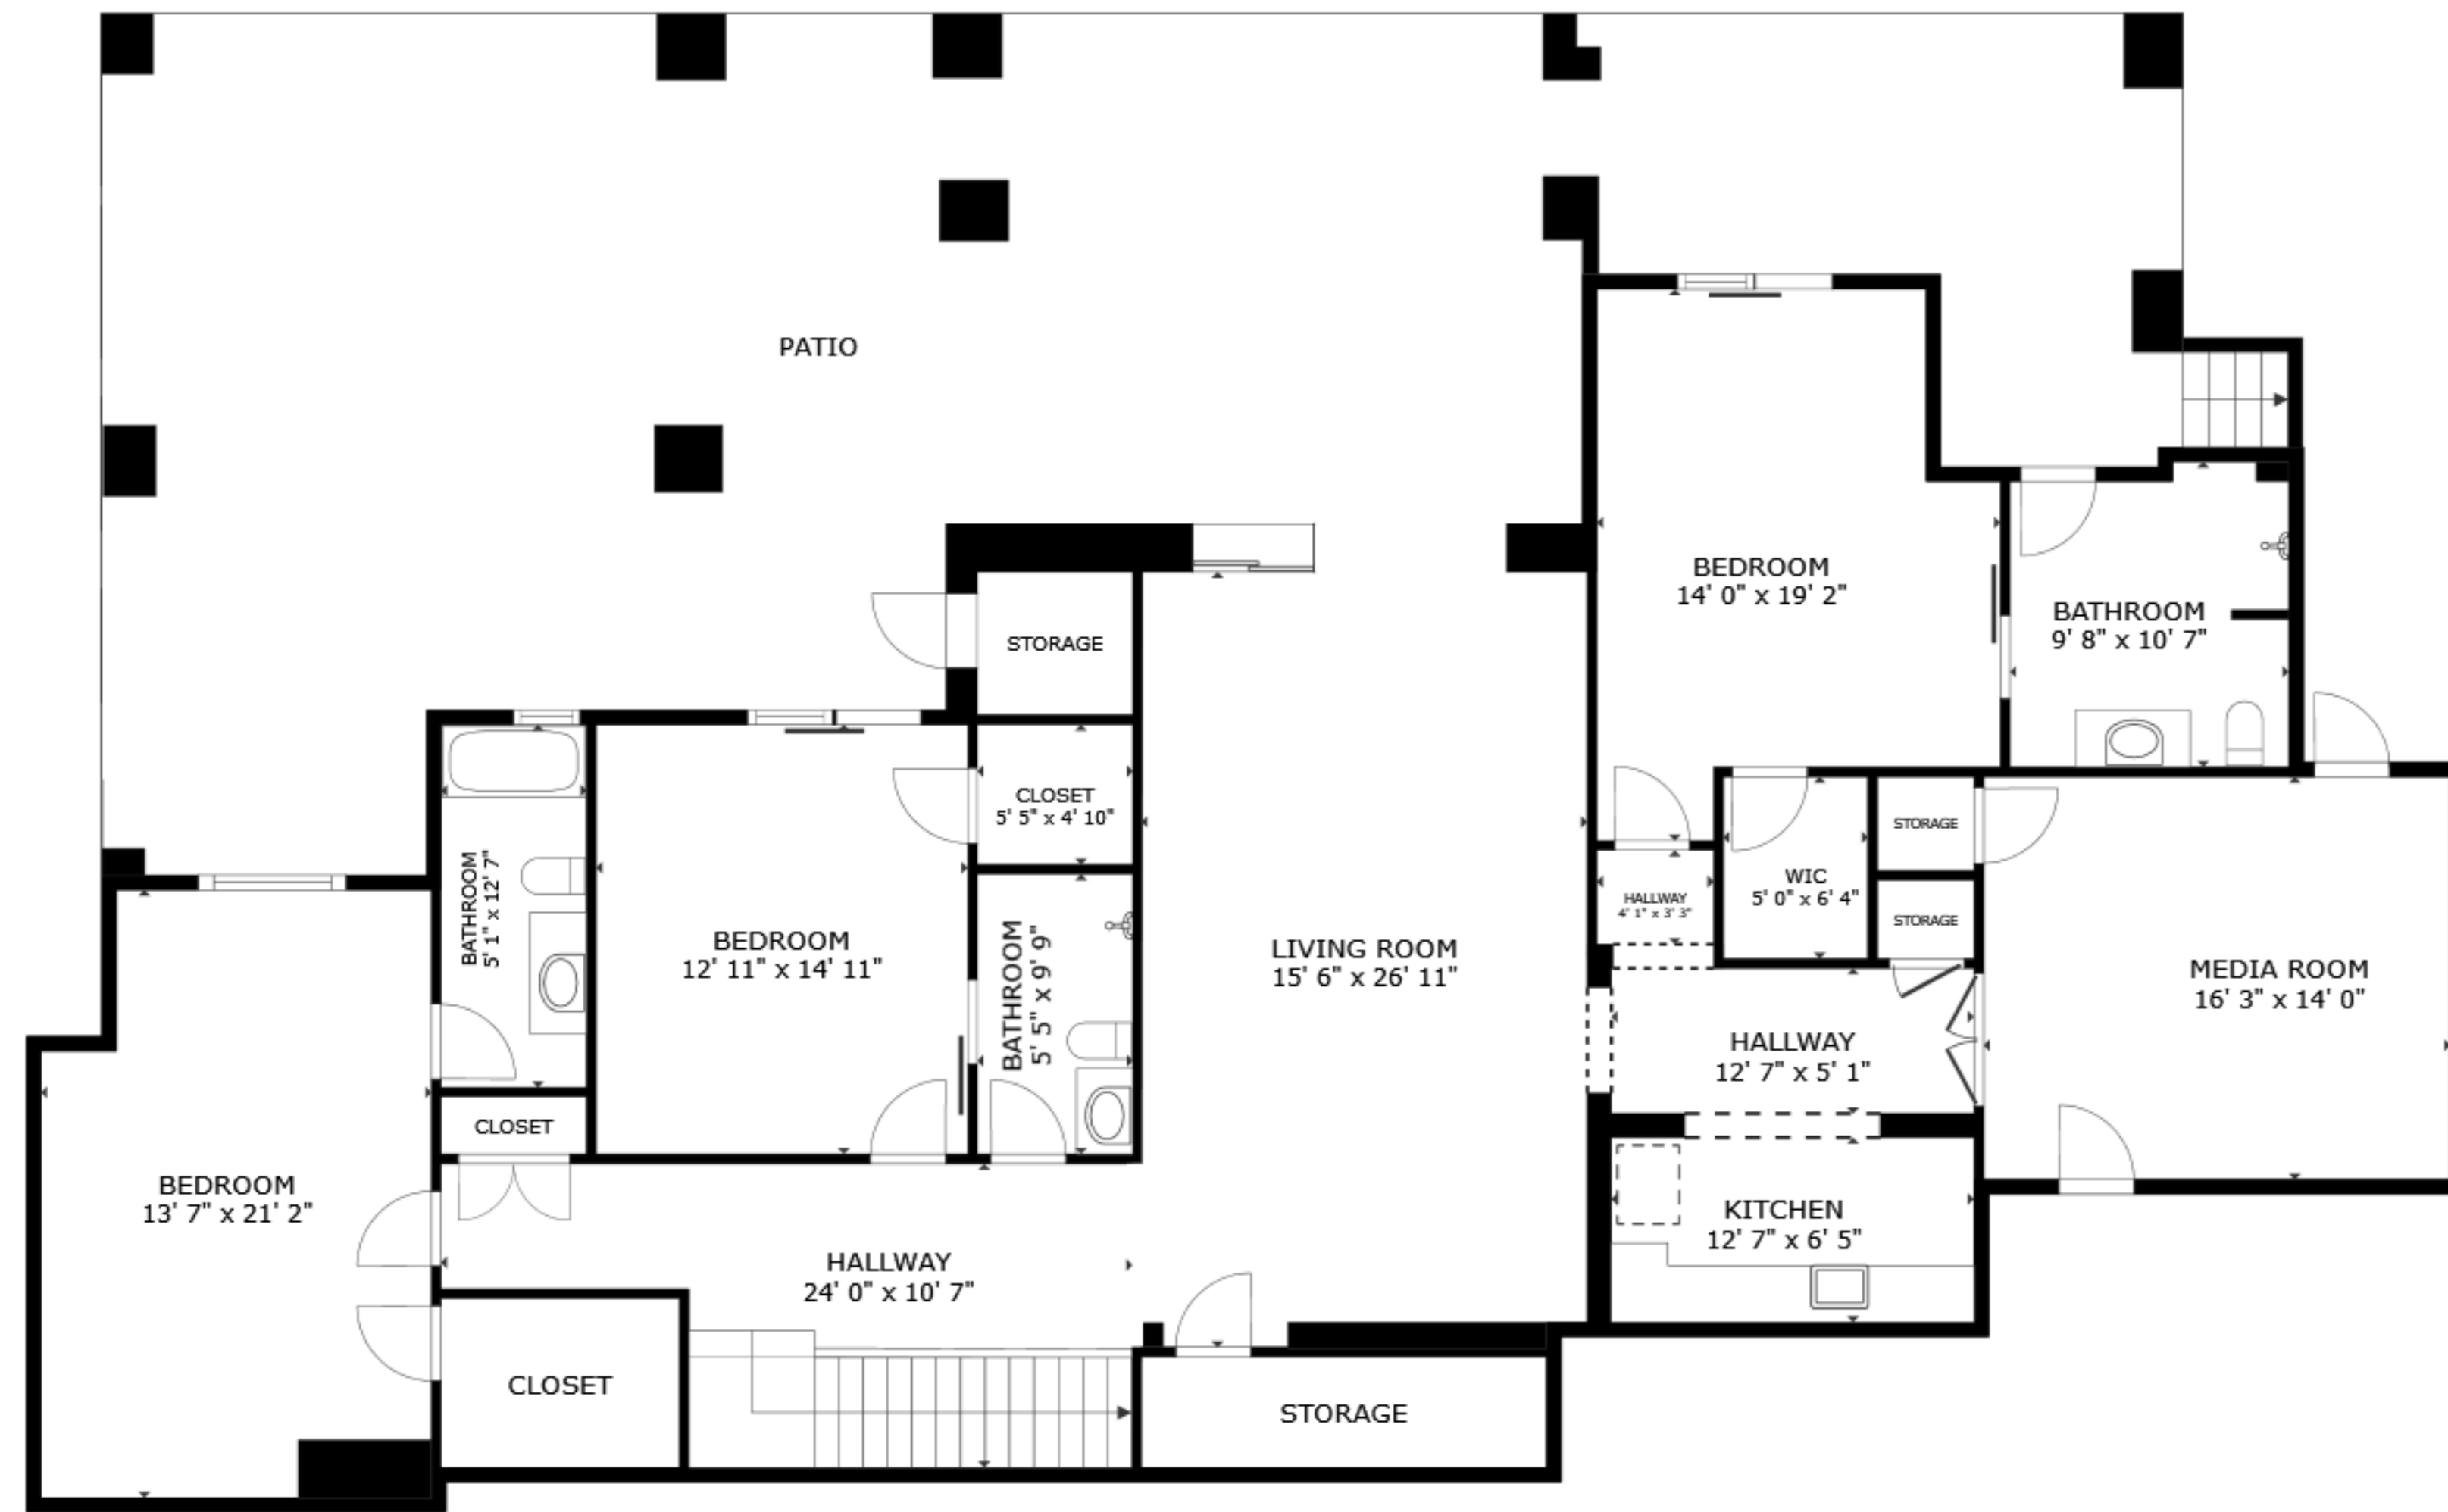 PATIO
BEDROOM
14' 0" x 19' 2"
BATHROOM
9' 8" x 10' 7"
STORAGE
CLOSET
5' 5" x 4' 10"
STORAGE
WIC
5' 0" x 6' 4"
HALLWAY
4' 1" x 3' 3"
STORAGE
BATHROOM
5' 1" x 12' 7"
BEDROOM
12' 11" x 14' 11"
BATHROOM
5' 5" x 9' 9"
LIVING ROOM
15' 6" x 26' 11"
MEDIA ROOM
16' 3" x 14' 0"
HALLWAY
12' 7" x 5' 1"
CLOSET
BEDROOM
13' 7" x 21' 2"
KITCHEN
12' 7" x 6' 5"
HALLWAY
24' 0" x 10' 7"
CLOSET
STORAGE